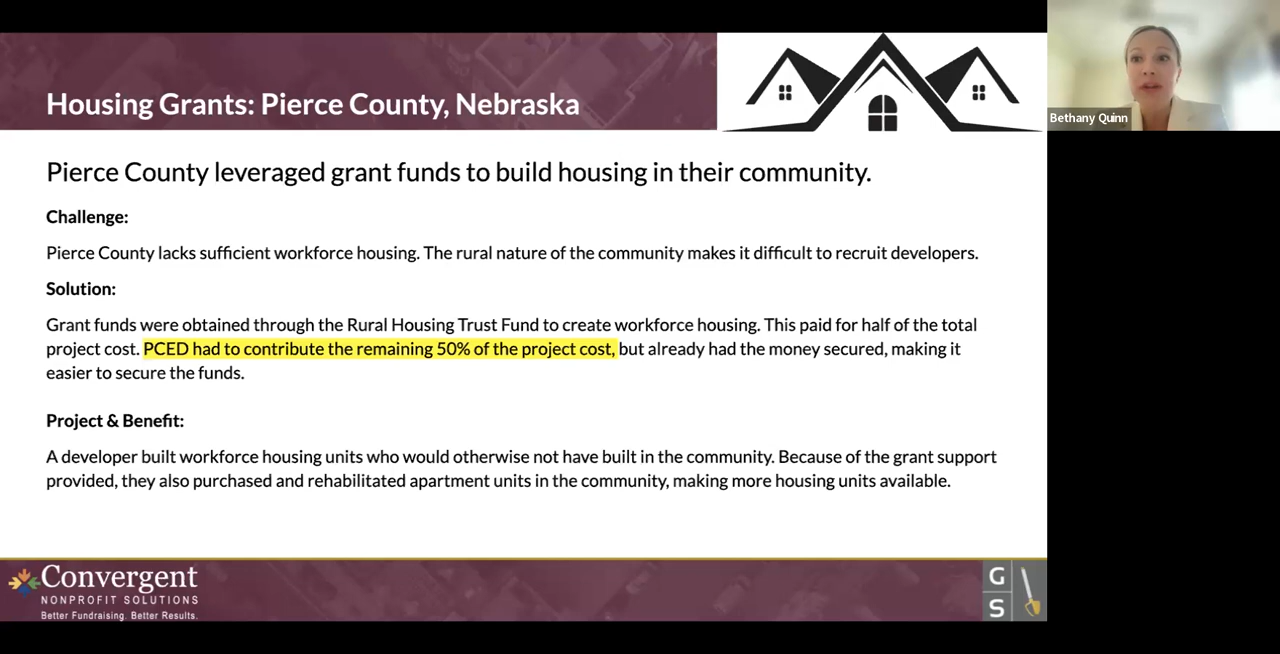 Housing Grants: Pierce County, Nebraska
Bethany Quinn
Pierce County leveraged grant funds to build housing in their community.
Challenge:
Pierce County lacks sufficient workforce housing. The rural nature of the community makes it difficult to recruit developers.
Solution:
Grant funds were obtained through the Rural Housing Trust Fund to create workforce housing. This paid for half of the total
project cost. PCED had to contribute the remaining 50% of the project cost, but already had the money secured, making it
easier to secure the funds.
Project & Benefit:
A developer built workforce housing units who would otherwise not have built in the community. Because of the grant support
provided, they also purchased and rehabilitated apartment units in the community, making more housing units available.
Convergent
NONPROFIT SOLUTIONS
Better Fundraising. Better Results.
G
S